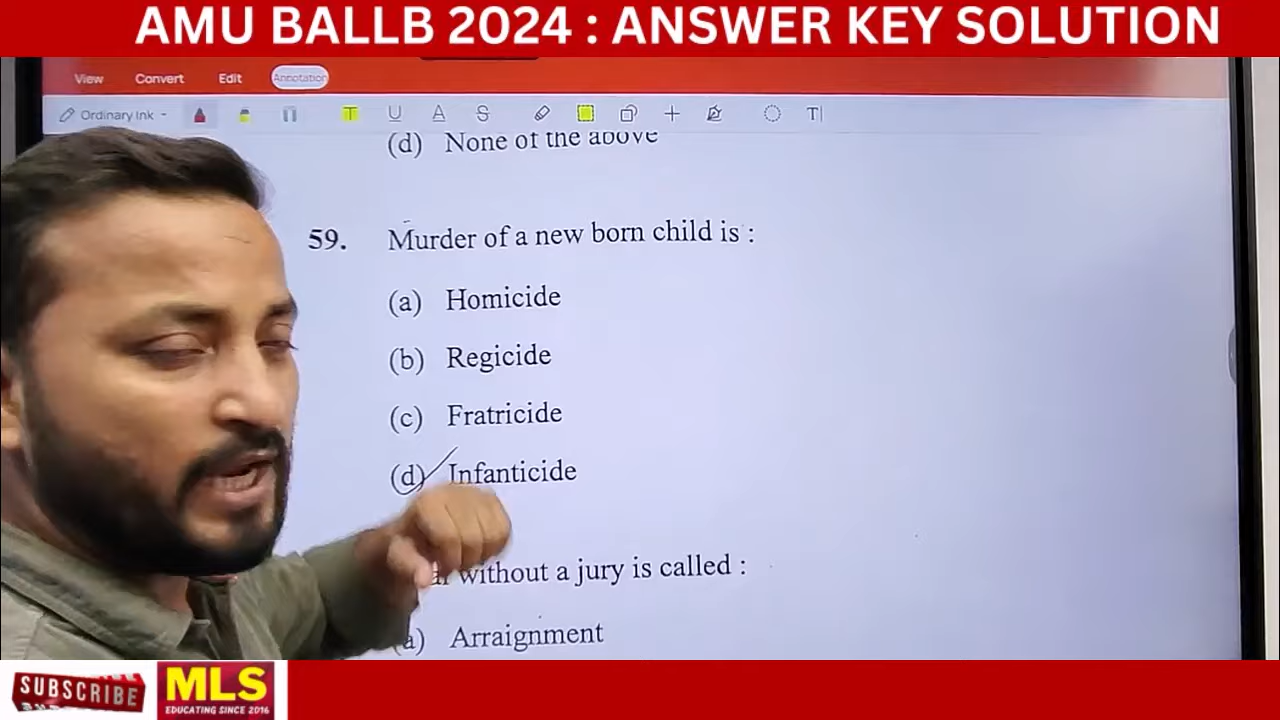 AMU BALLB 2024 : ANSWER KEY SOLUTION
View Convert Edit Annotation
Ordinary Ink T U A S T
(d) None of the above
59. Murder of a new born child is :
(a) Homicide
(b) Regicide
(c) Fratricide
(d) Infanticide
without a jury is called :
a) Arraignment
SUBSCRIBE
MLS
EDUCATING SINCE 2016